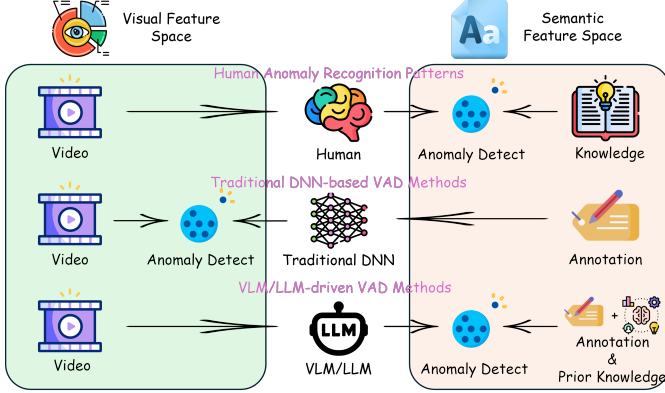 Visual Feature
Space
Aa
Semantic
Feature Space
Human Anomaly Recognition Patterns
Video
Human
Anomaly Detect
Knowledge
Traditional DNN-based VAD Methods
Video
Anomaly Detect
Traditional DNN
Annotation
VLM/LLM-driven VAD Methods
LLM
+
Video
VLM/LLM
Anomaly Detect
Annotation
&
Prior Knowledge